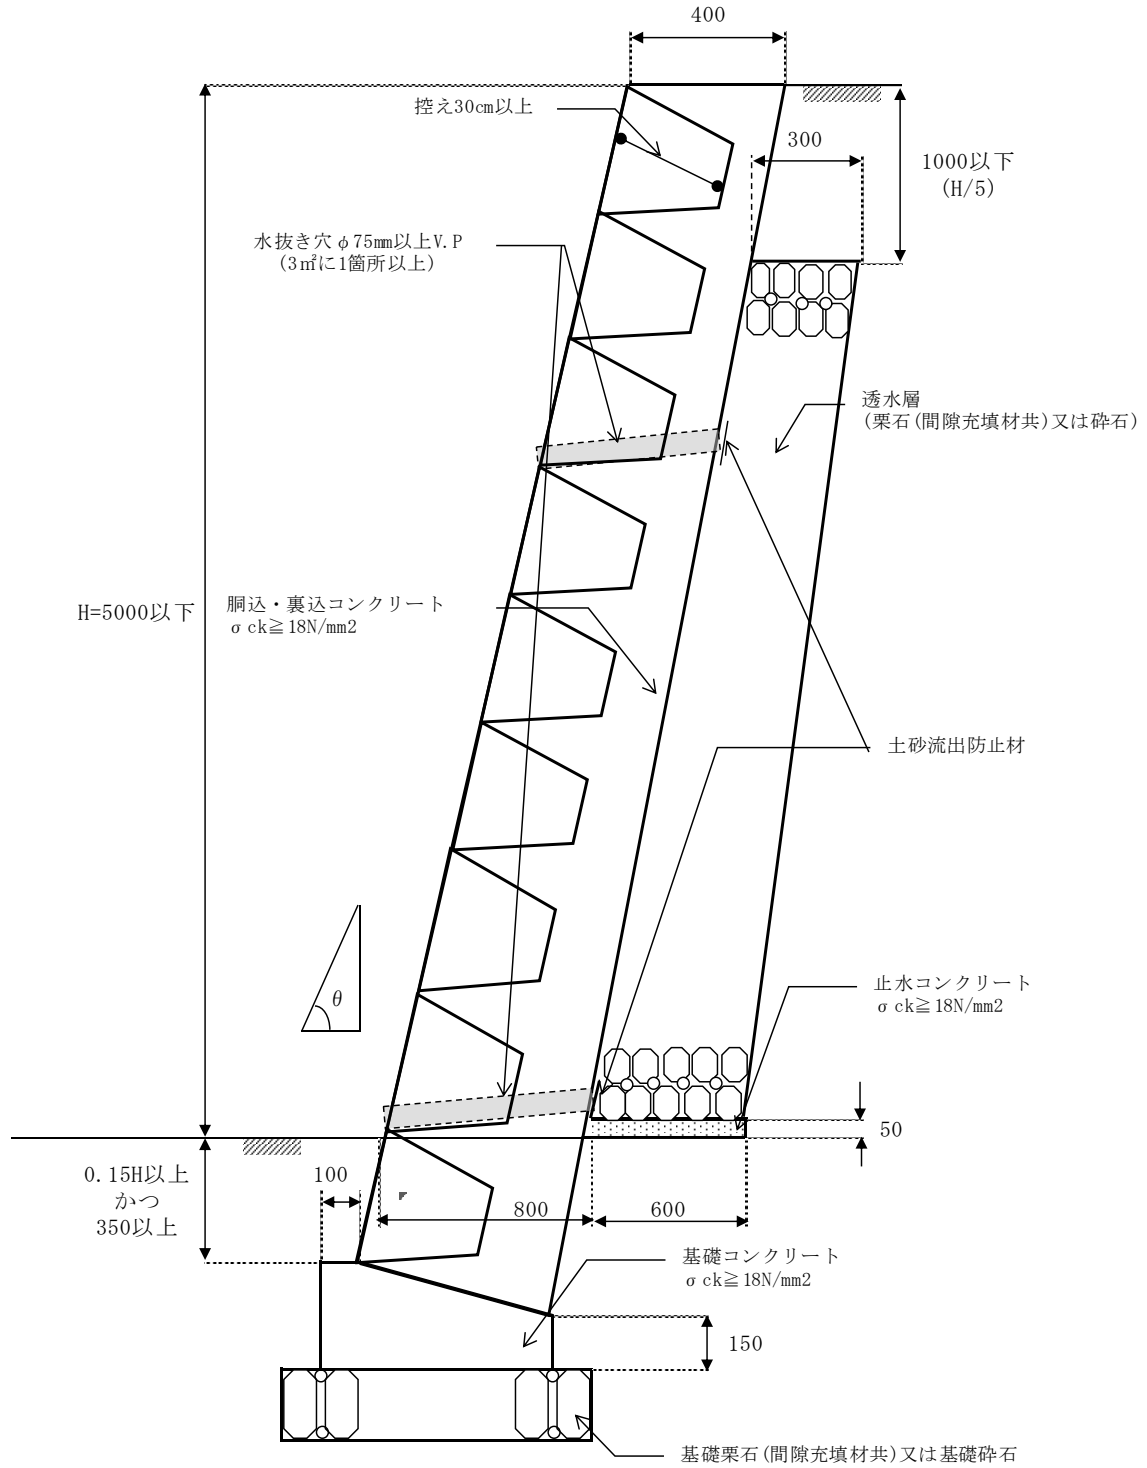 400
控え30cm以上
300
1000以下
(H/5)
水抜き穴φ75mm以上V.P
(3㎡に1箇所以上)
透水層
(栗石(間隙充填材共)又は砕石)
H=5000以下
胴込・裏込コンクリート
σck≧18N/mm2
土砂流出防止材
θ
止水コンクリート
σck≧18N/mm2
50
0.15H以上
かつ
350以上
100
800
600
基礎コンクリート
σck≧18N/mm2
150
基礎栗石(間隙充填材共)又は基礎砕石